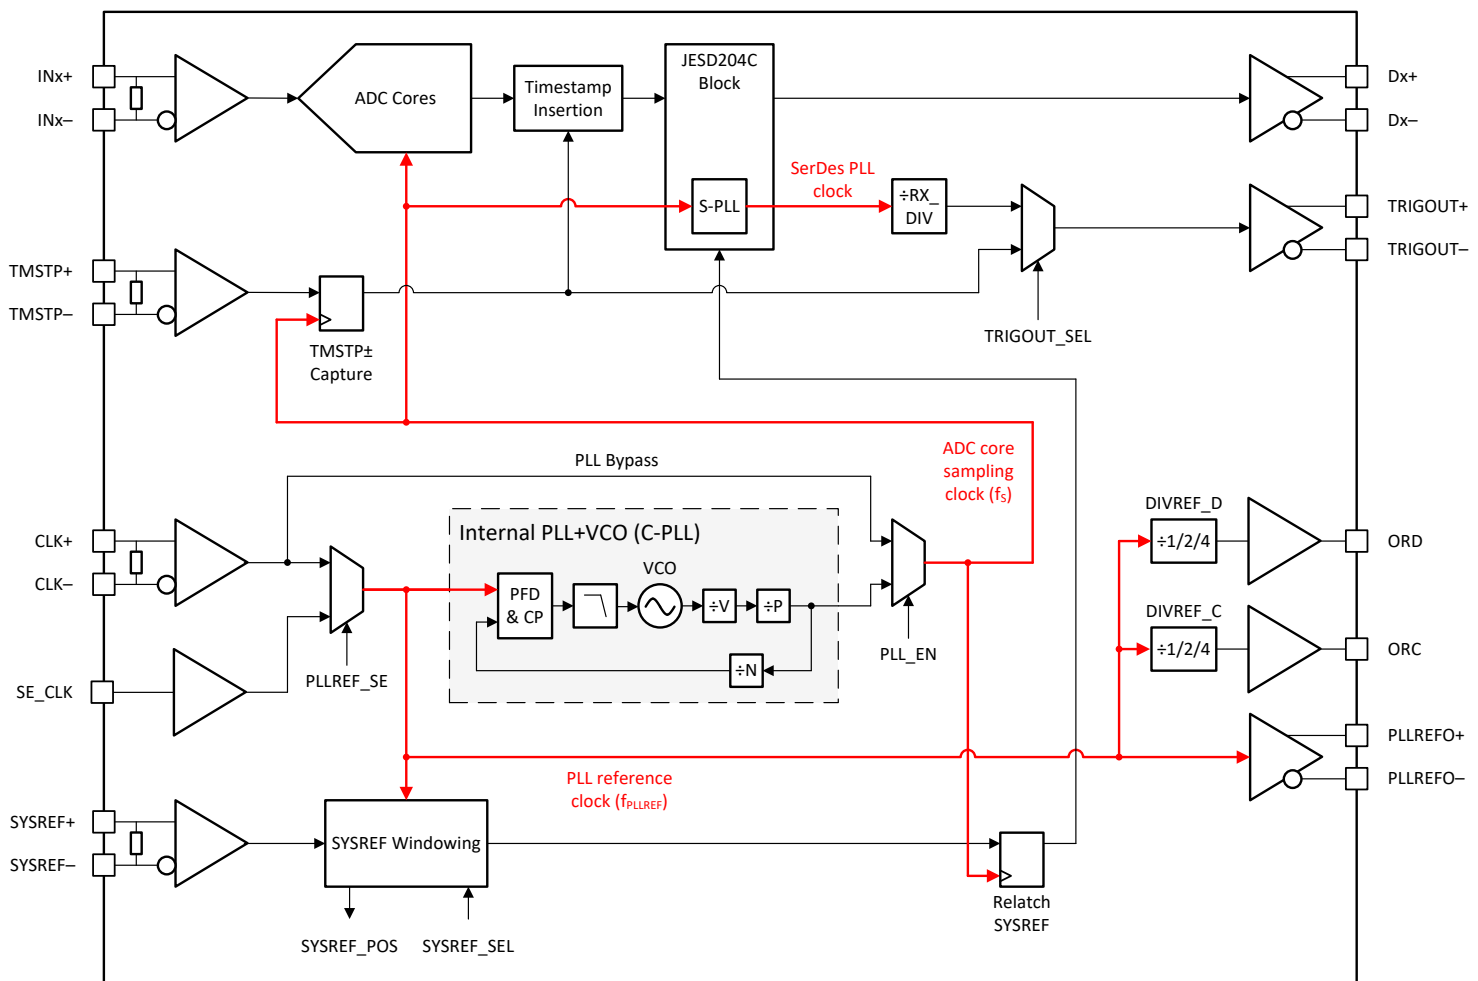 INx+
INx−
ADC Cores
Timestamp
Insertion
JESD204C
Block
Dx+
Dx−
SerDes PLL
clock
S-PLL
÷RX_
DIV
TRIGOUT+
TRIGOUT−
TMSTP+
TMSTP−
TMSTP±
Capture
TRIGOUT_SEL
PLL Bypass
ADC core
sampling
clock (fS)
CLK+
CLK−
Internal PLL+VCO (C-PLL)
VCO
PFD
& CP
÷V
÷P
÷N
PLL_EN
DIVREF_D
÷1/2/4
ORD
DIVREF_C
÷1/2/4
ORC
SE_CLK
PLLREF_SE
PLLREFO+
PLLREFO−
PLL reference
clock (fPLLREF)
SYSREF+
SYSREF−
SYSREF Windowing
Relatch
SYSREF
SYSREF_POS
SYSREF_SEL